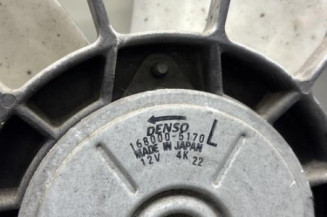 DENSO
168000-5170 L
MADE IN JAPAN
12V 4K 22